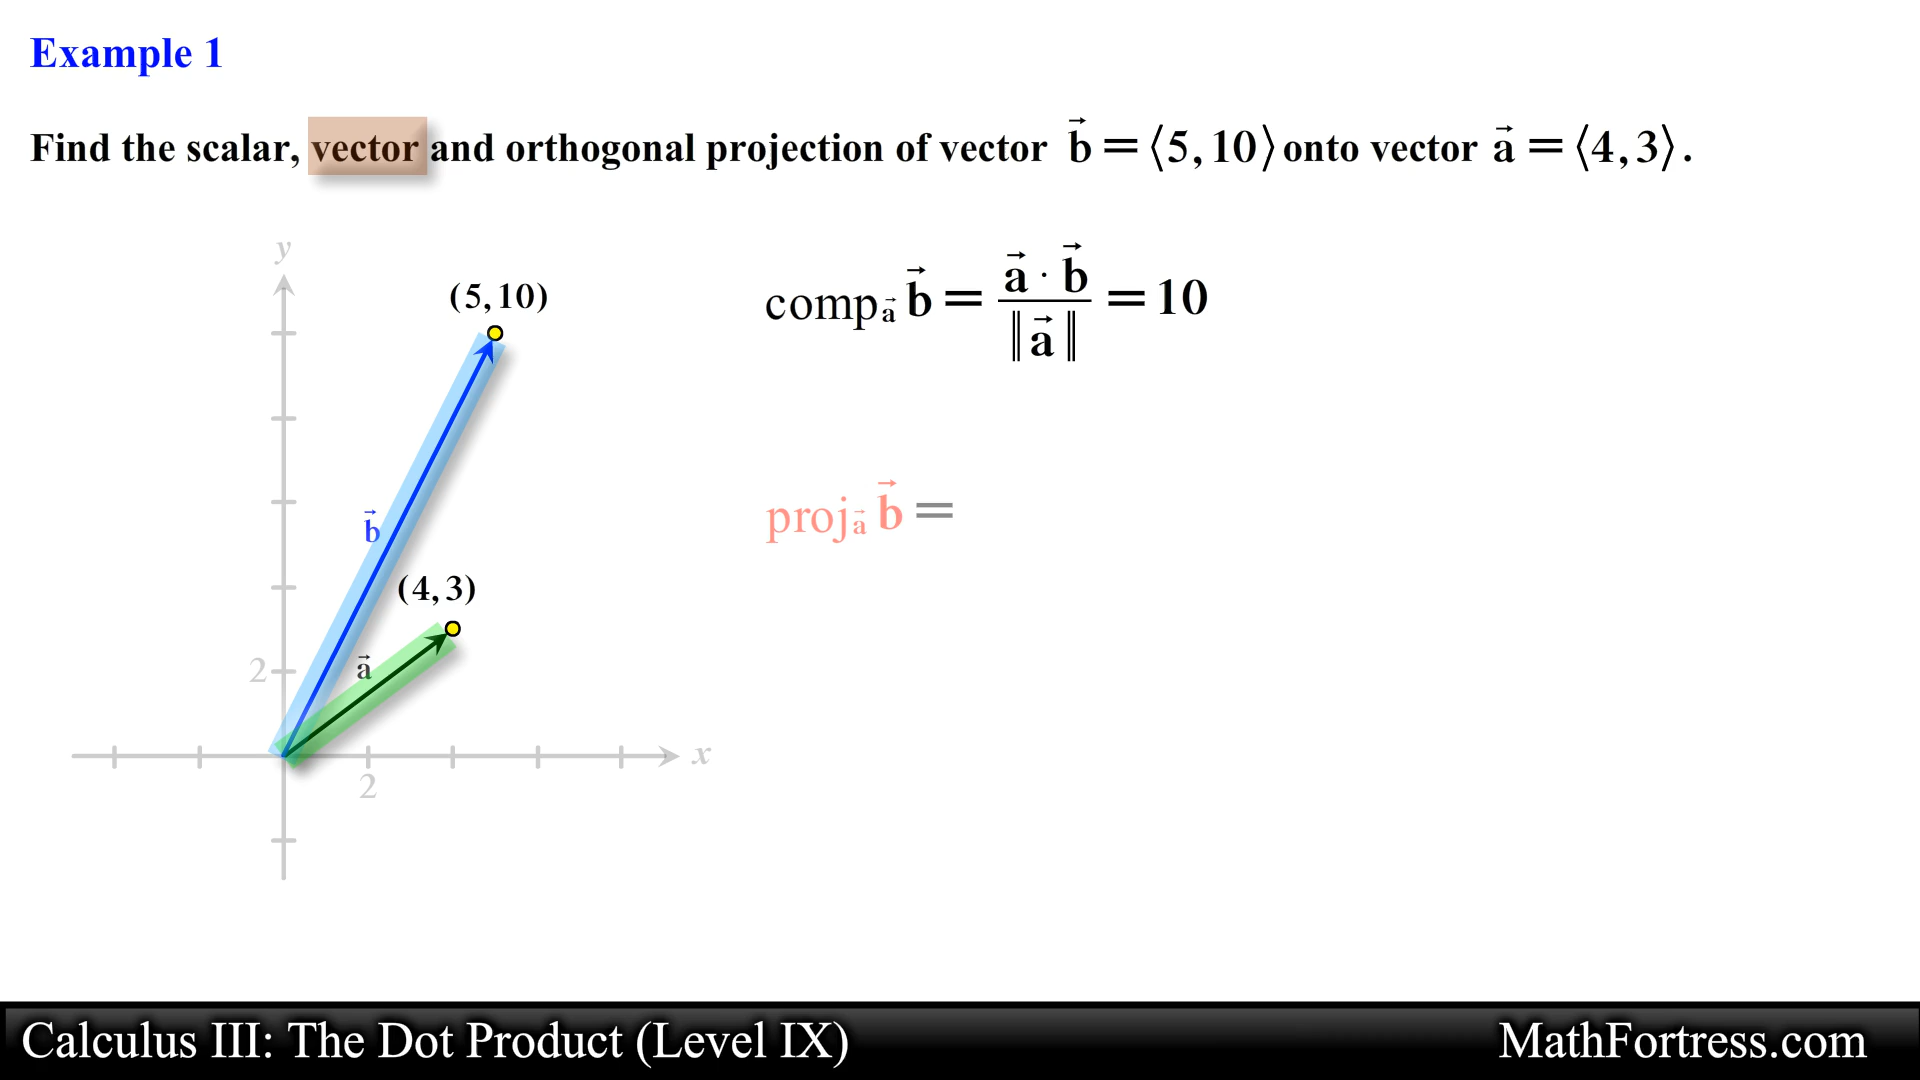 Example 1
Find the scalar, vector and orthogonal projection of vector b⃗ = ⟨5, 10⟩ onto vector a⃗ = ⟨4, 3⟩.
y
(5, 10)
comp_a⃗ b⃗ = (a⃗ · b⃗) / ‖a⃗‖ = 10
proj_a⃗ b⃗ =
b⃗
(4, 3)
a⃗
2
x
2
Calculus III: The Dot Product (Level IX)
MathFortress.com